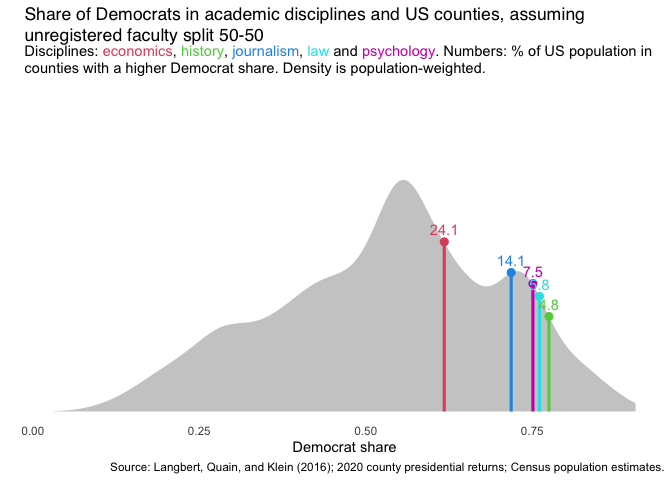 Share of Democrats in academic disciplines and US counties, assuming
unregistered faculty split 50-50
Disciplines: economics, history, journalism, law and psychology. Numbers: % of US population in
counties with a higher Democrat share. Density is population-weighted.
24.1
14.1
7.5
4.8
0.00 0.25 0.50 0.75
Democrat share
Source: Langbert, Quain, and Klein (2016); 2020 county presidential returns; Census population estimates.